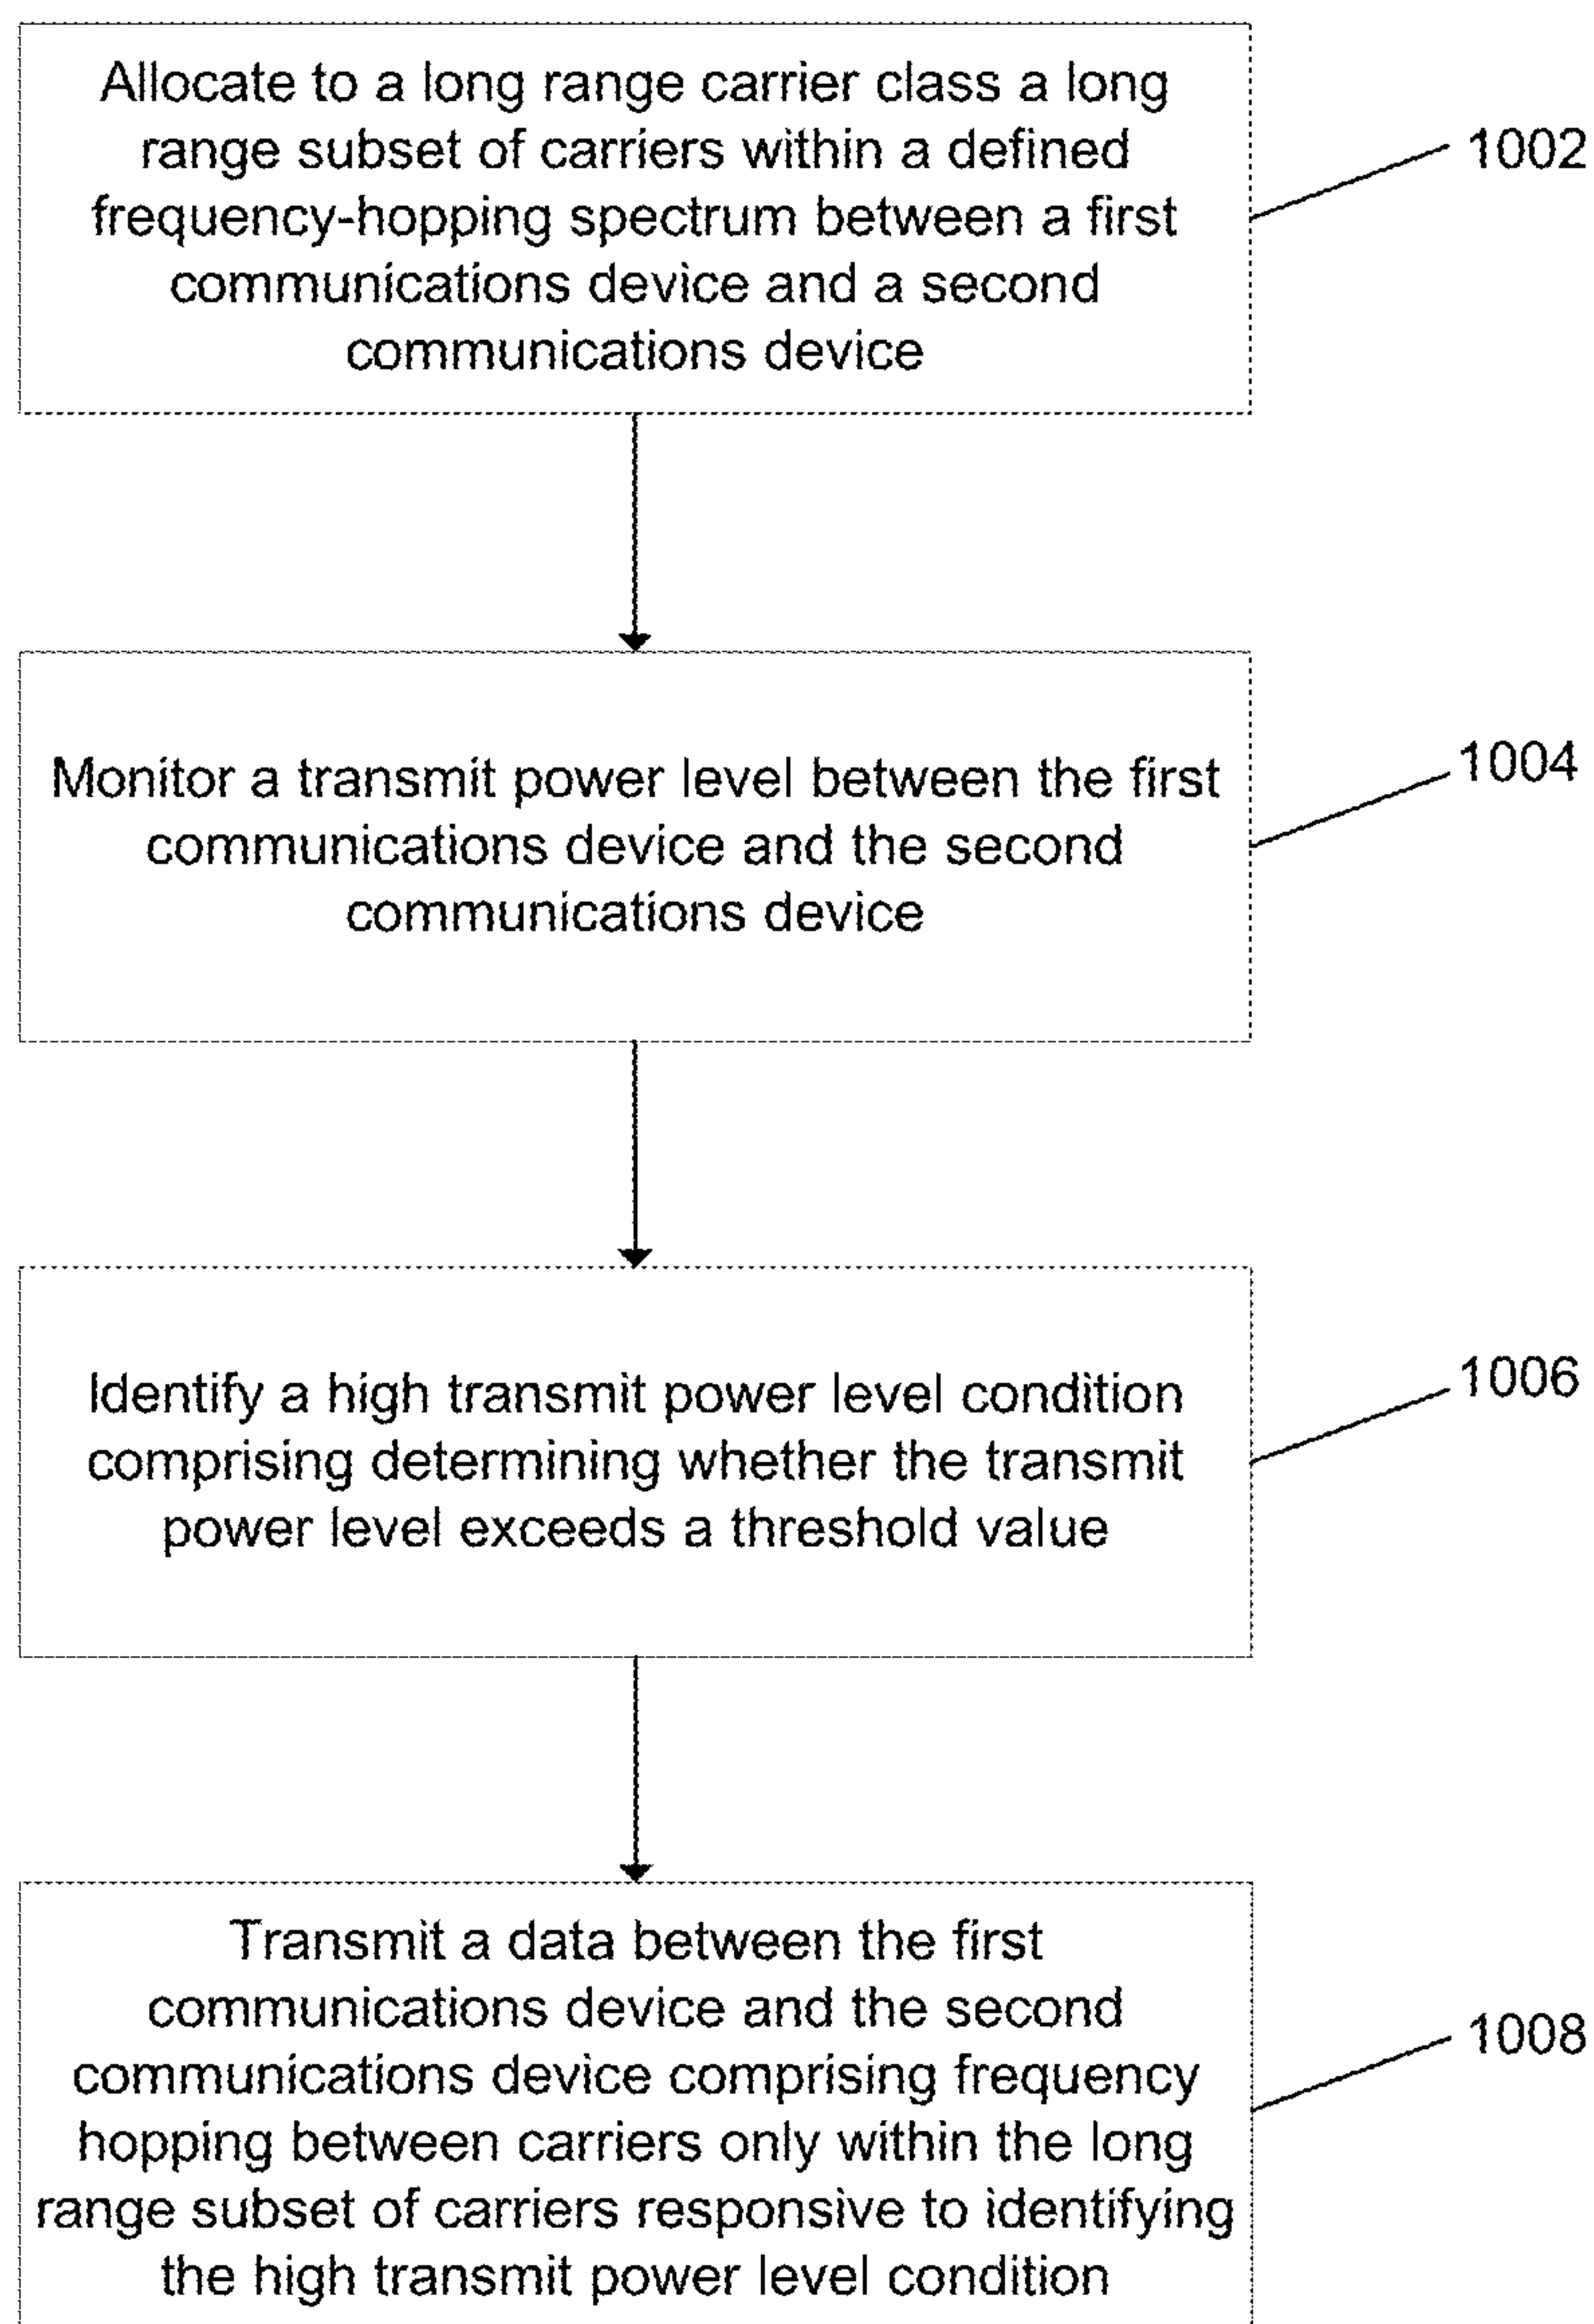 Allocate to a long range carrier class a long
range subset of carriers within a defined
frequency-hopping spectrum between a first
communications device and a second
communications device
1002
Monitor a transmit power level between the first
communications device and the second
communications device
1004
Identify a high transmit power level condition
comprising determining whether the transmit
power level exceeds a threshold value
1006
Transmit a data between the first
communications device and the second
communications device comprising frequency
hopping between carriers only within the long
range subset of carriers responsive to identifying
the high transmit power level condition
1008